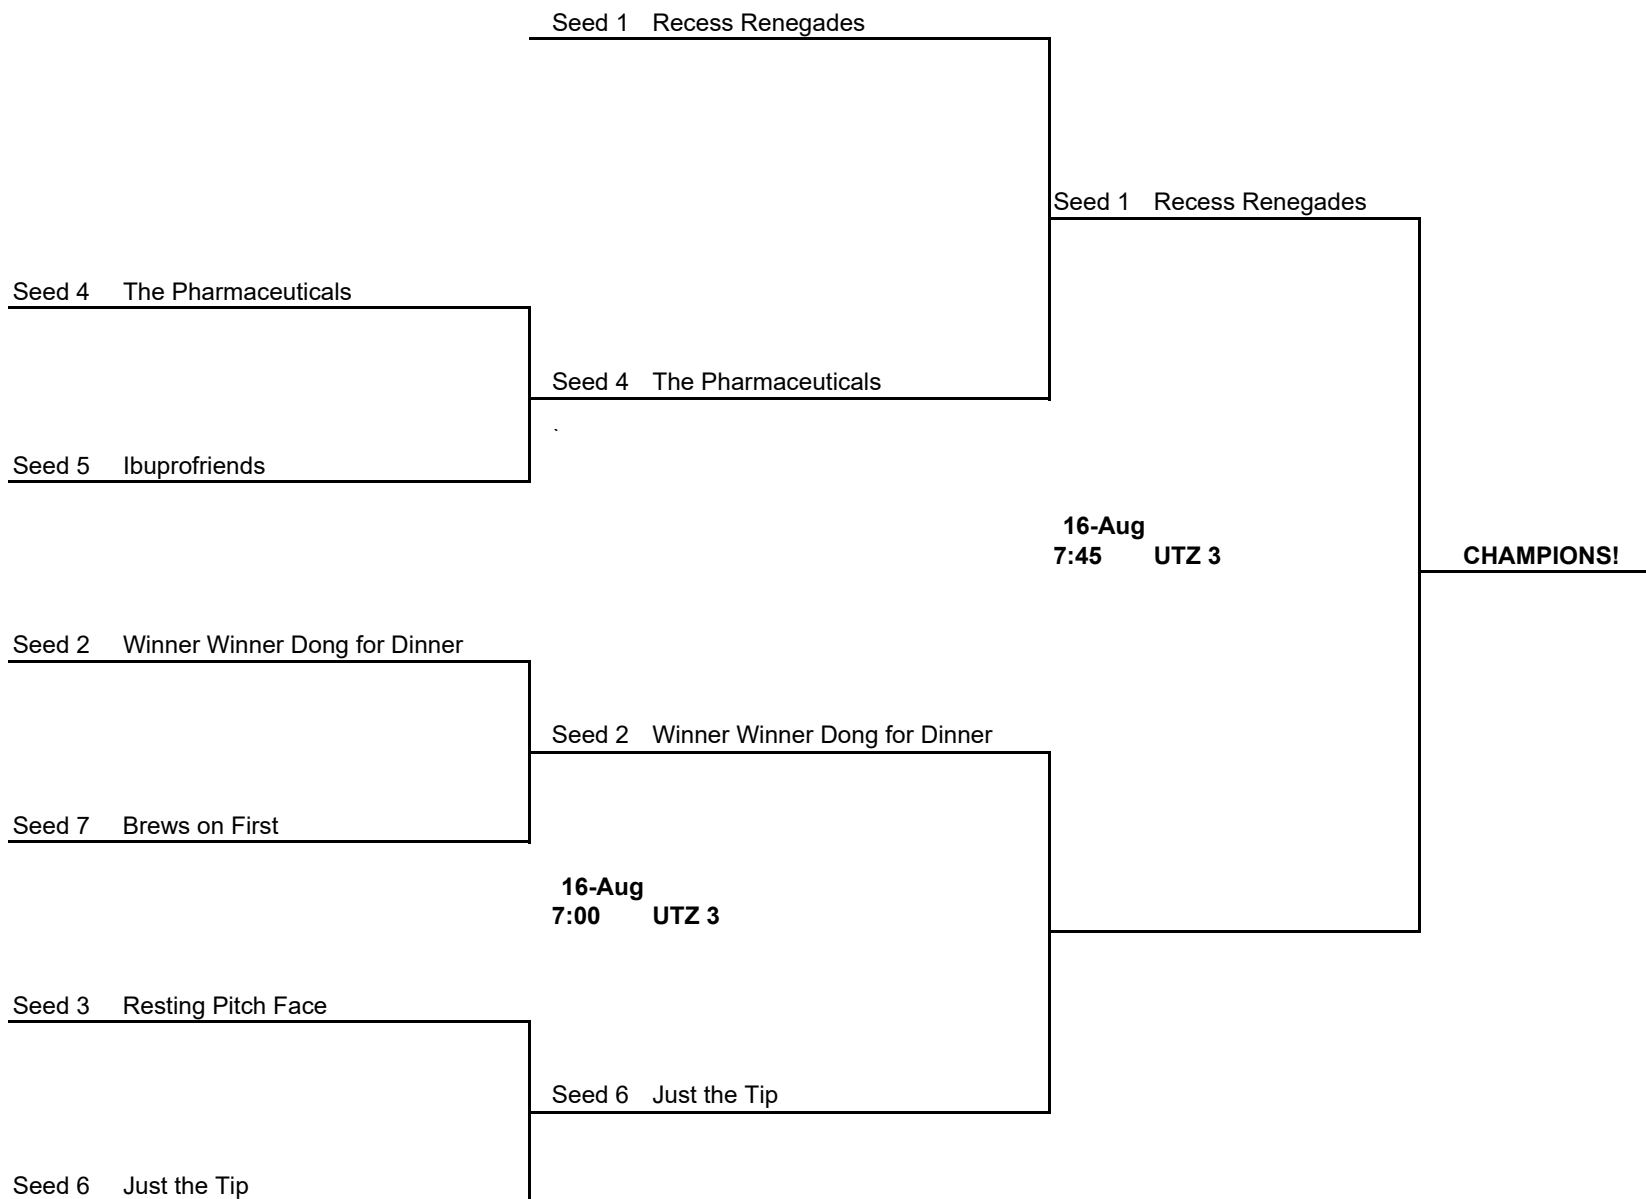 Seed 1 Recess Renegades
Seed 1 Recess Renegades
Seed 4 The Pharmaceuticals
Seed 4 The Pharmaceuticals
`
Seed 5 Ibuprofriends
16-Aug
7:45 UTZ 3
CHAMPIONS!
Seed 2 Winner Winner Dong for Dinner
Seed 2 Winner Winner Dong for Dinner
Seed 7 Brews on First
16-Aug
7:00 UTZ 3
Seed 3 Resting Pitch Face
Seed 6 Just the Tip
Seed 6 Just the Tip